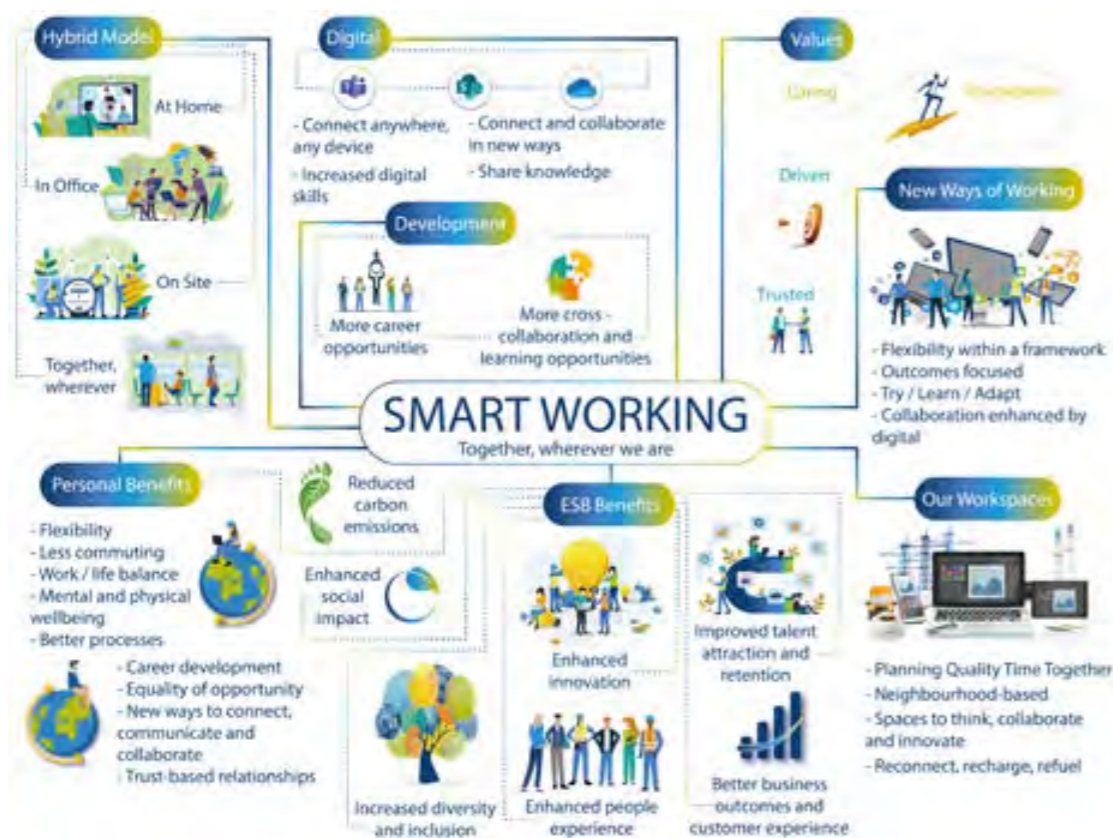 Hybrid Model
At Home
In Office
On Site
Together,
wherever
Digital
- Connect anywhere,
any device
- Increased digital
skills
- Connect and collaborate
in new ways
- Share knowledge
Development
More career
opportunities
More cross -
collaboration and
learning opportunities
Values
Caring
Driven
Trusted
New Ways of Working
- Flexibility within a framework
- Outcomes focused
- Try / Learn / Adapt
- Collaboration enhanced by
digital
SMART WORKING
Together, wherever we are
Personal Benefits
- Flexibility
- Less commuting
- Work / life balance
- Mental and physical
wellbeing
- Better processes
- Career development
- Equality of opportunity
- New ways to connect,
communicate and
collaborate
- Trust-based relationships
Reduced
carbon
emissions
Enhanced
social
impact
Increased diversity
and inclusion
ESB Benefits
Enhanced
innovation
Enhanced people
experience
Improved talent
attraction and
retention
Better business
outcomes and
customer experience
Our Workspaces
- Planning Quality Time Together
- Neighbourhood-based
- Spaces to think, collaborate
and innovate
- Reconnect, recharge, refuel